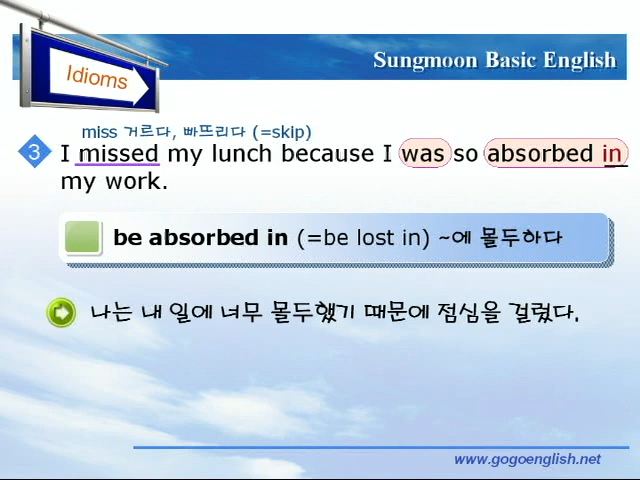 Idioms
Sungmoon Basic English
miss 거르다, 빠뜨리다 (=skip)
3 I missed my lunch because I was so absorbed in
my work.
be absorbed in (=be lost in) ~에 몰두하다
나는 내 일에 너무 몰두했기 때문에 점심을 걸렀다.
www.gogoenglish.net